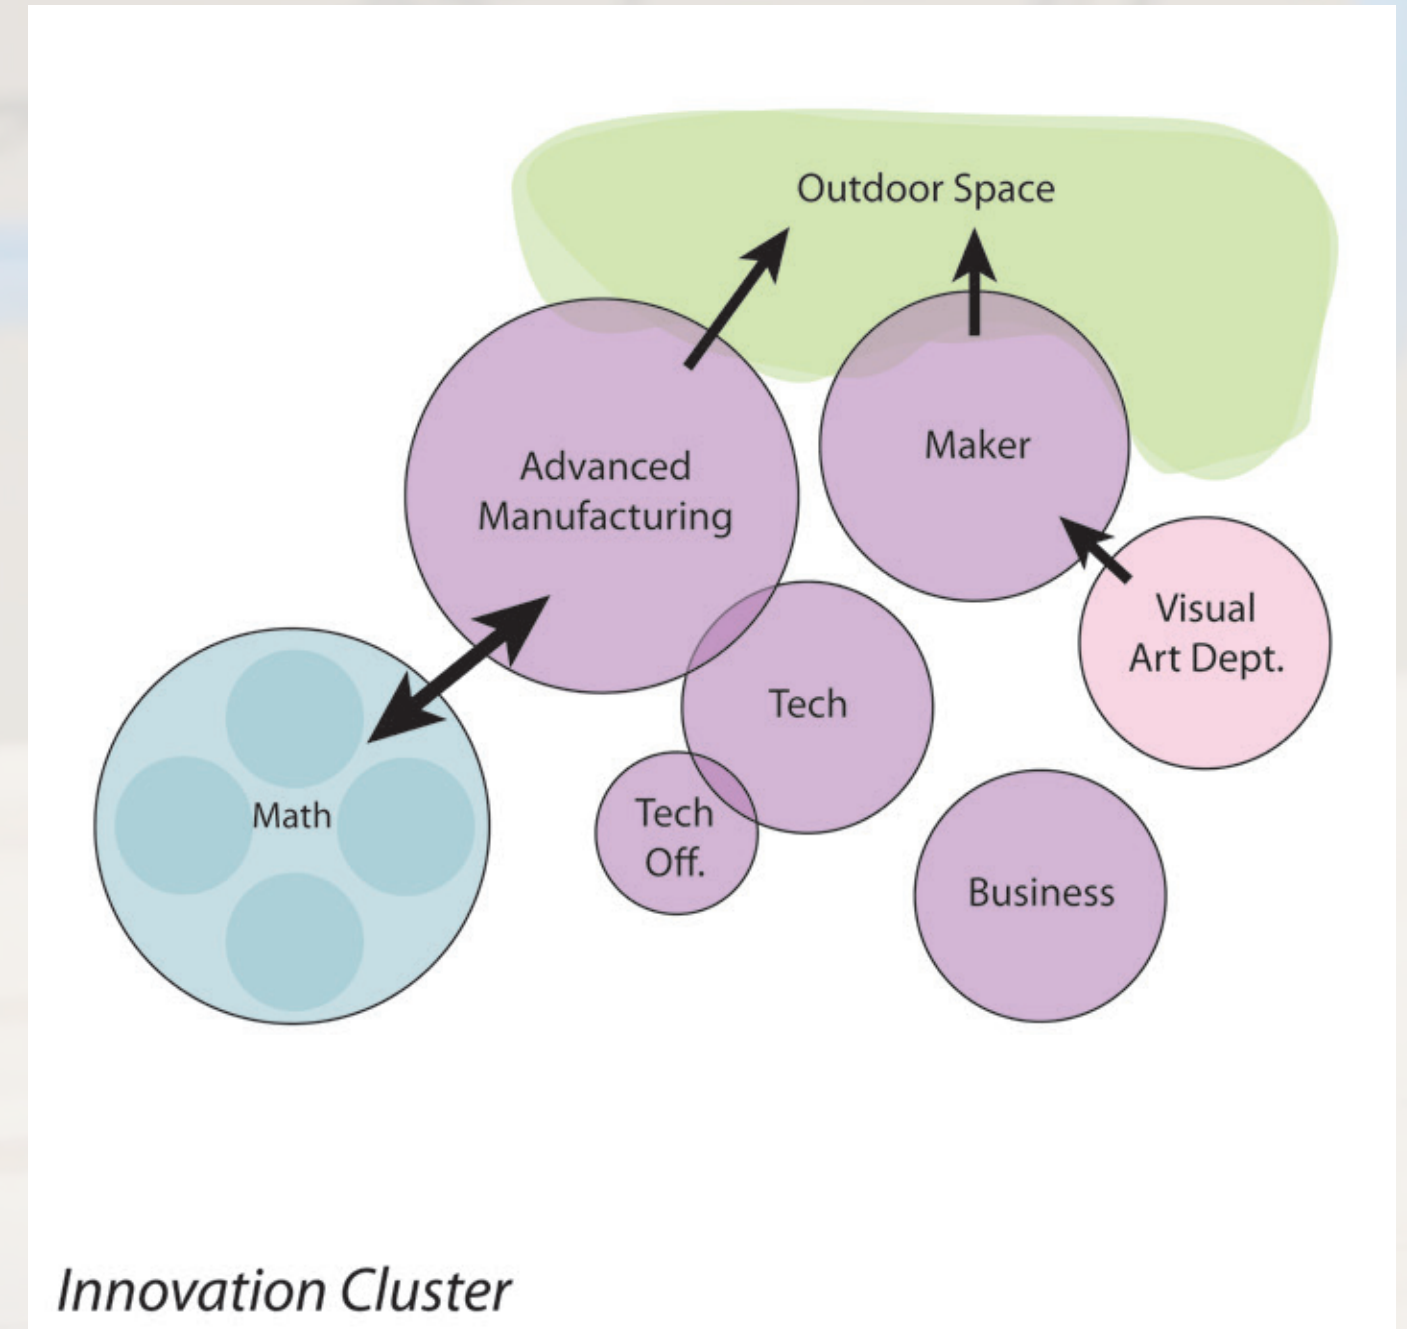 Outdoor Space
Advanced
Manufacturing
Maker
Visual
Art Dept.
Tech
Math
Tech
Off.
Business
Innovation Cluster